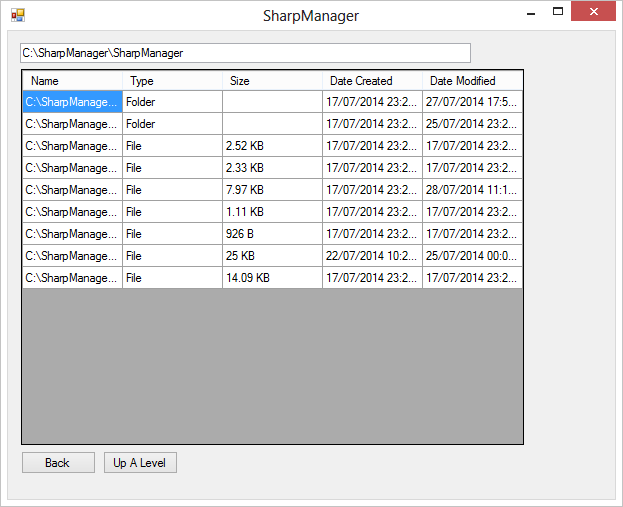 SharpManager
C:\SharpManager\SharpManager
Name Type Size Date Created Date Modified
C:\SharpManage... Folder 17/07/2014 23:2... 27/07/2014 17:5...
C:\SharpManage... Folder 17/07/2014 23:2... 25/07/2014 23:2...
C:\SharpManage... File 2.52 KB 17/07/2014 23:2... 17/07/2014 23:2...
C:\SharpManage... File 2.33 KB 17/07/2014 23:2... 17/07/2014 23:2...
C:\SharpManage... File 7.97 KB 17/07/2014 23:2... 28/07/2014 11:1...
C:\SharpManage... File 1.11 KB 17/07/2014 23:2... 17/07/2014 23:2...
C:\SharpManage... File 926 B 17/07/2014 23:2... 17/07/2014 23:2...
C:\SharpManage... File 25 KB 22/07/2014 10:2... 25/07/2014 00:0...
C:\SharpManage... File 14.09 KB 17/07/2014 23:2... 17/07/2014 23:2...
Back Up A Level